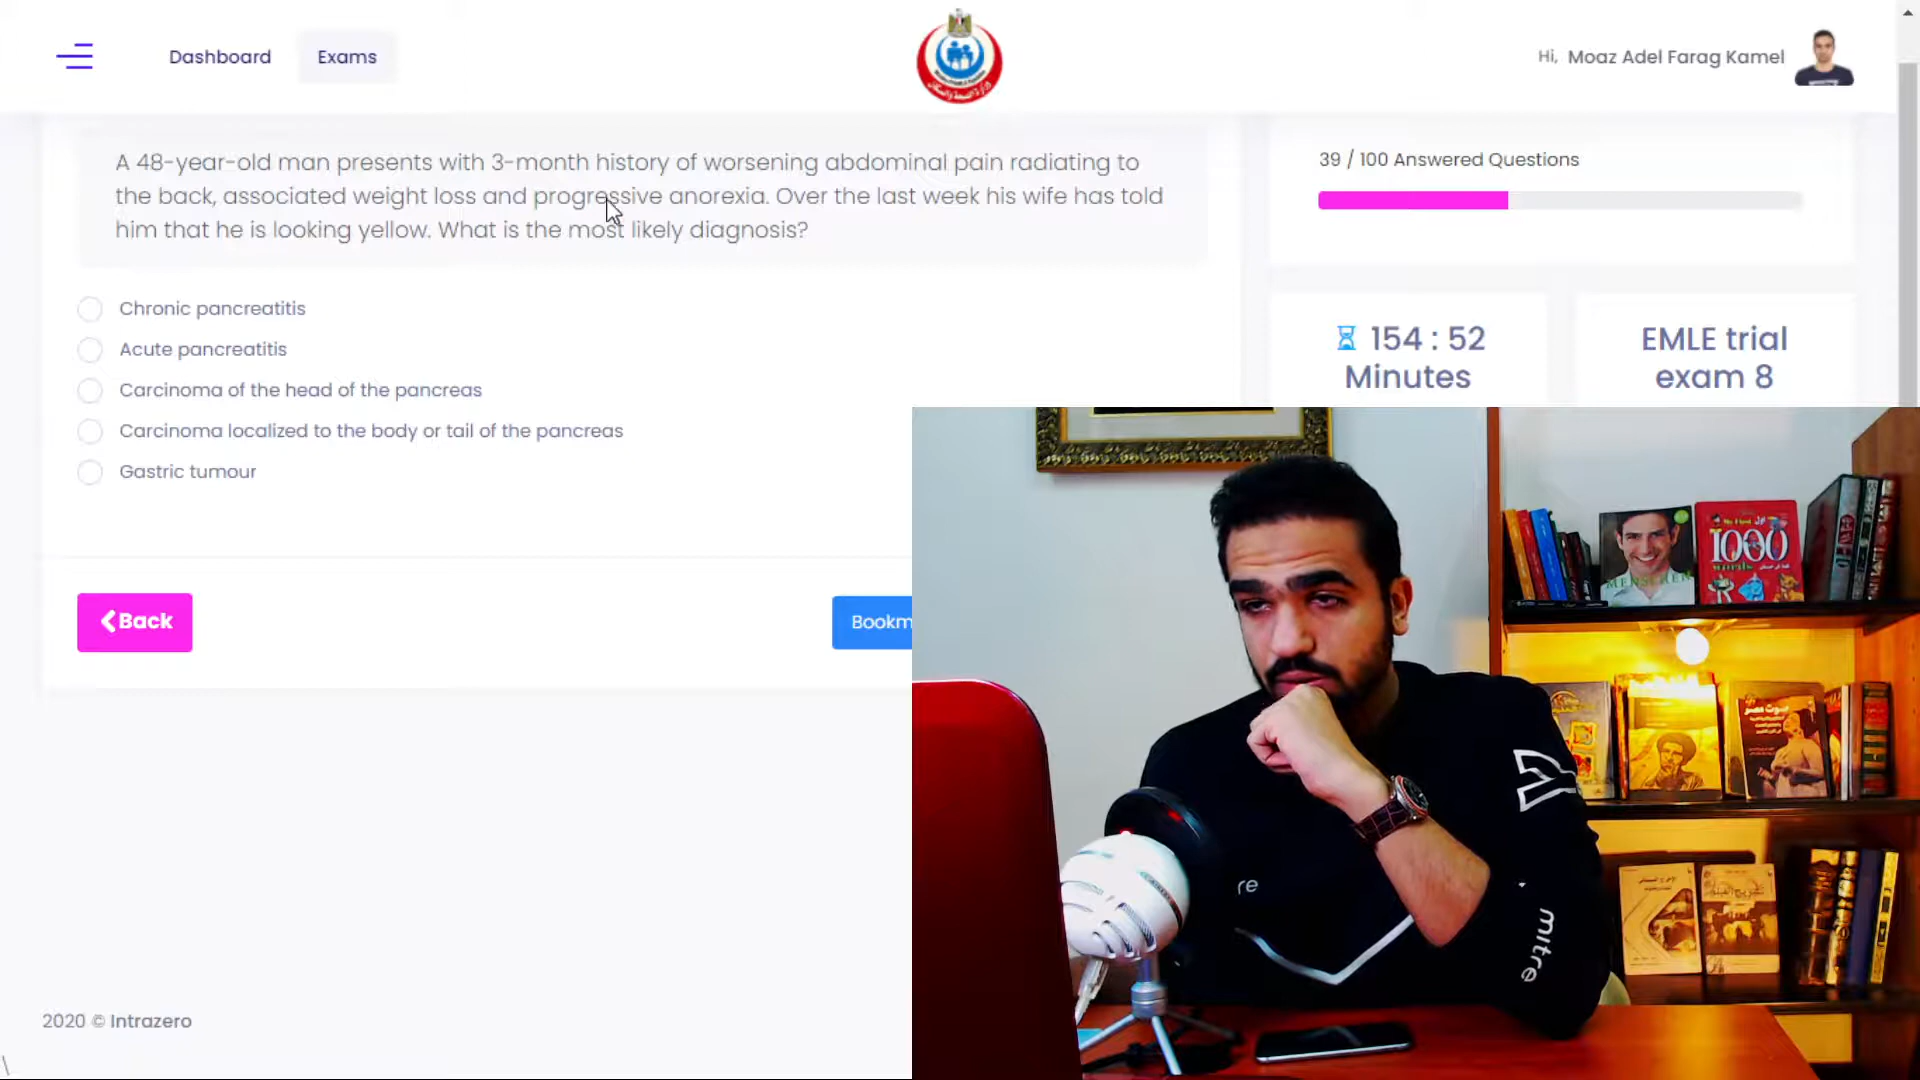 Dashboard
Exams
Hi, Moaz Adel Farag Kamel
A 48-year-old man presents with 3-month history of worsening abdominal pain radiating to
the back, associated weight loss and progressive anorexia. Over the last week his wife has told
him that he is looking yellow. What is the most likely diagnosis?
Chronic pancreatitis
Acute pancreatitis
Carcinoma of the head of the pancreas
Carcinoma localized to the body or tail of the pancreas
Gastric tumour
39 / 100 Answered Questions
154 : 52
Minutes
EMLE trial
exam 8
Back
Bookm
MENSCHEN
1000
words
re
mitre
2020 © Intrazero
\